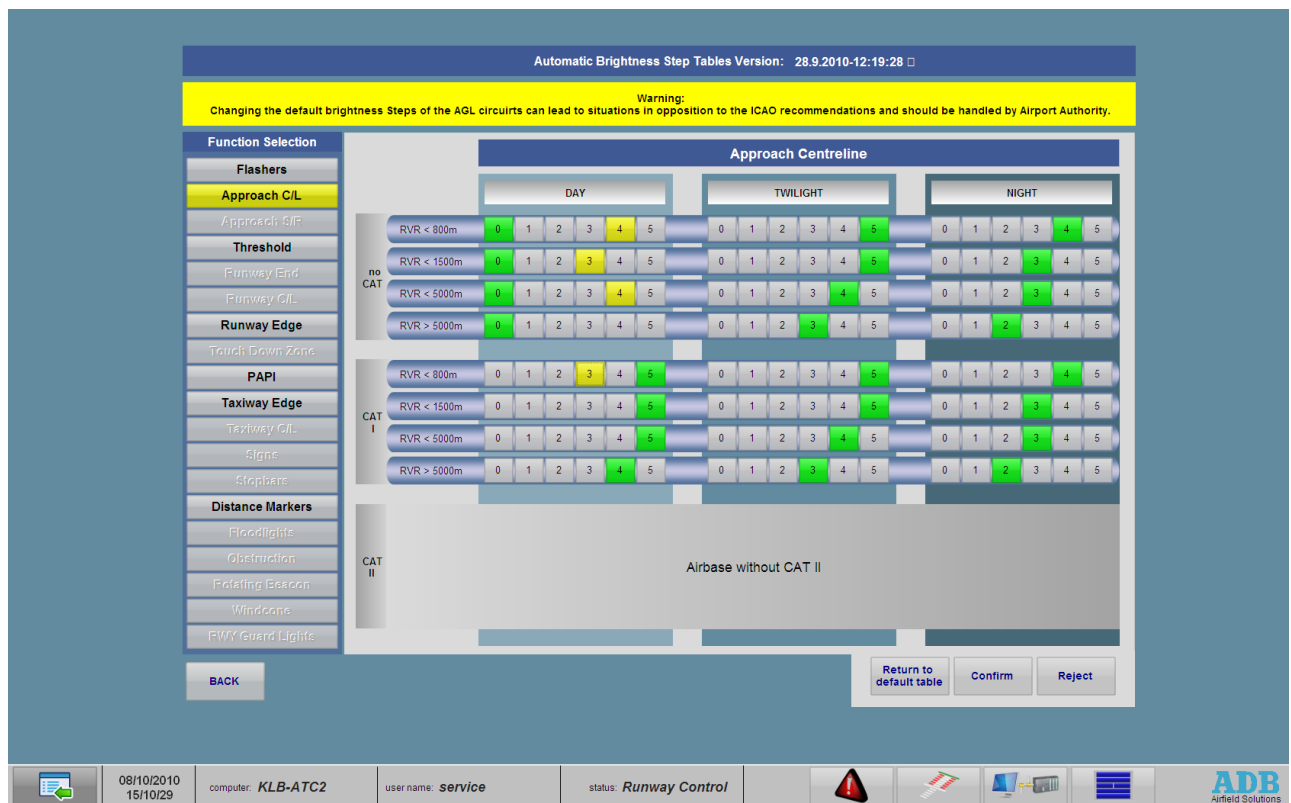 Automatic Brightness Step Tables Version: 28.9.2010-12:19:28 □
Warning:
Changing the default brightness Steps of the AGL circuirts can lead to situations in opposition to the ICAO recommendations and should be handled by Airport Authority.
Function Selection
Flashers
Approach C/L
Approach S/R
Threshold
Runway End
Runway C/L
Runway Edge
Touch Down Zone
PAPI
Taxiway Edge
Taxiway C/L
Signs
Stopbars
Distance Markers
Floodlights
Obstruction
Rotating Beacon
Windcone
RWY Guard Lights
Approach Centreline
DAY TWILIGHT NIGHT
no
CAT
RVR < 800m 0 1 2 3 4 5 0 1 2 3 4 5 0 1 2 3 4 5
RVR < 1500m 0 1 2 3 4 5 0 1 2 3 4 5 0 1 2 3 4 5
RVR < 5000m 0 1 2 3 4 5 0 1 2 3 4 5 0 1 2 3 4 5
RVR > 5000m 0 1 2 3 4 5 0 1 2 3 4 5 0 1 2 3 4 5
CAT
I
RVR < 800m 0 1 2 3 4 5 0 1 2 3 4 5 0 1 2 3 4 5
RVR < 1500m 0 1 2 3 4 5 0 1 2 3 4 5 0 1 2 3 4 5
RVR < 5000m 0 1 2 3 4 5 0 1 2 3 4 5 0 1 2 3 4 5
RVR > 5000m 0 1 2 3 4 5 0 1 2 3 4 5 0 1 2 3 4 5
CAT
II
Airbase without CAT II
BACK
Return to
default table
Confirm
Reject
08/10/2010
15/10/29
computer: KLB-ATC2
user name: service
status: Runway Control
ADB
Airfield Solutions